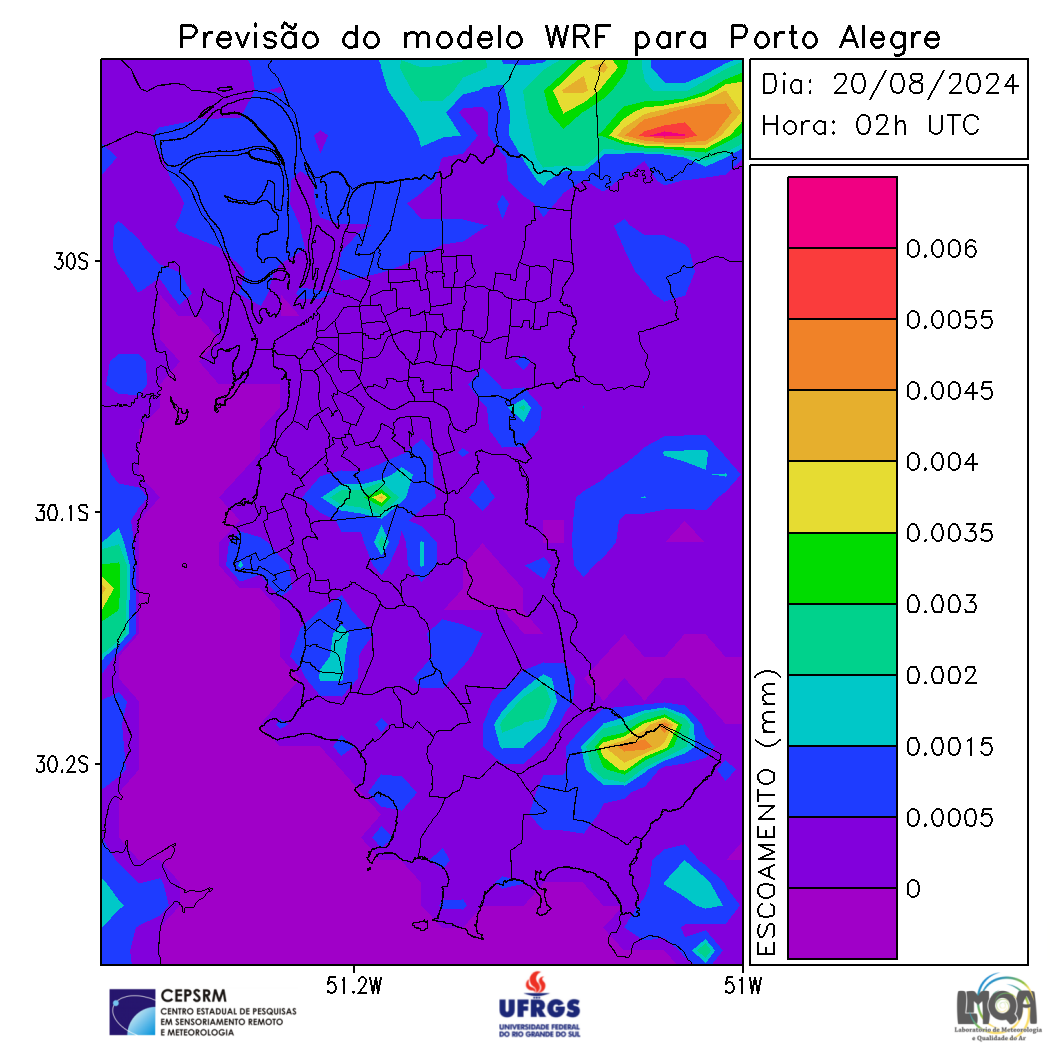 Previsão do modelo WRF para Porto Alegre
Dia: 20/08/2024
Hora: 02h UTC
30S
30.1S
30.2S
51.2W
51W
ESCOAMENTO (mm)
0.006
0.0055
0.0045
0.004
0.0035
0.003
0.002
0.0015
0.0005
0
CEPSRM
CENTRO ESTADUAL DE PESQUISAS
EM SENSORIAMENTO REMOTO
E METEOROLOGIA
UFRGS
UNIVERSIDADE FEDERAL
DO RIO GRANDE DO SUL
LMQA
Laboratório de Meteorologia
e Qualidade do Ar